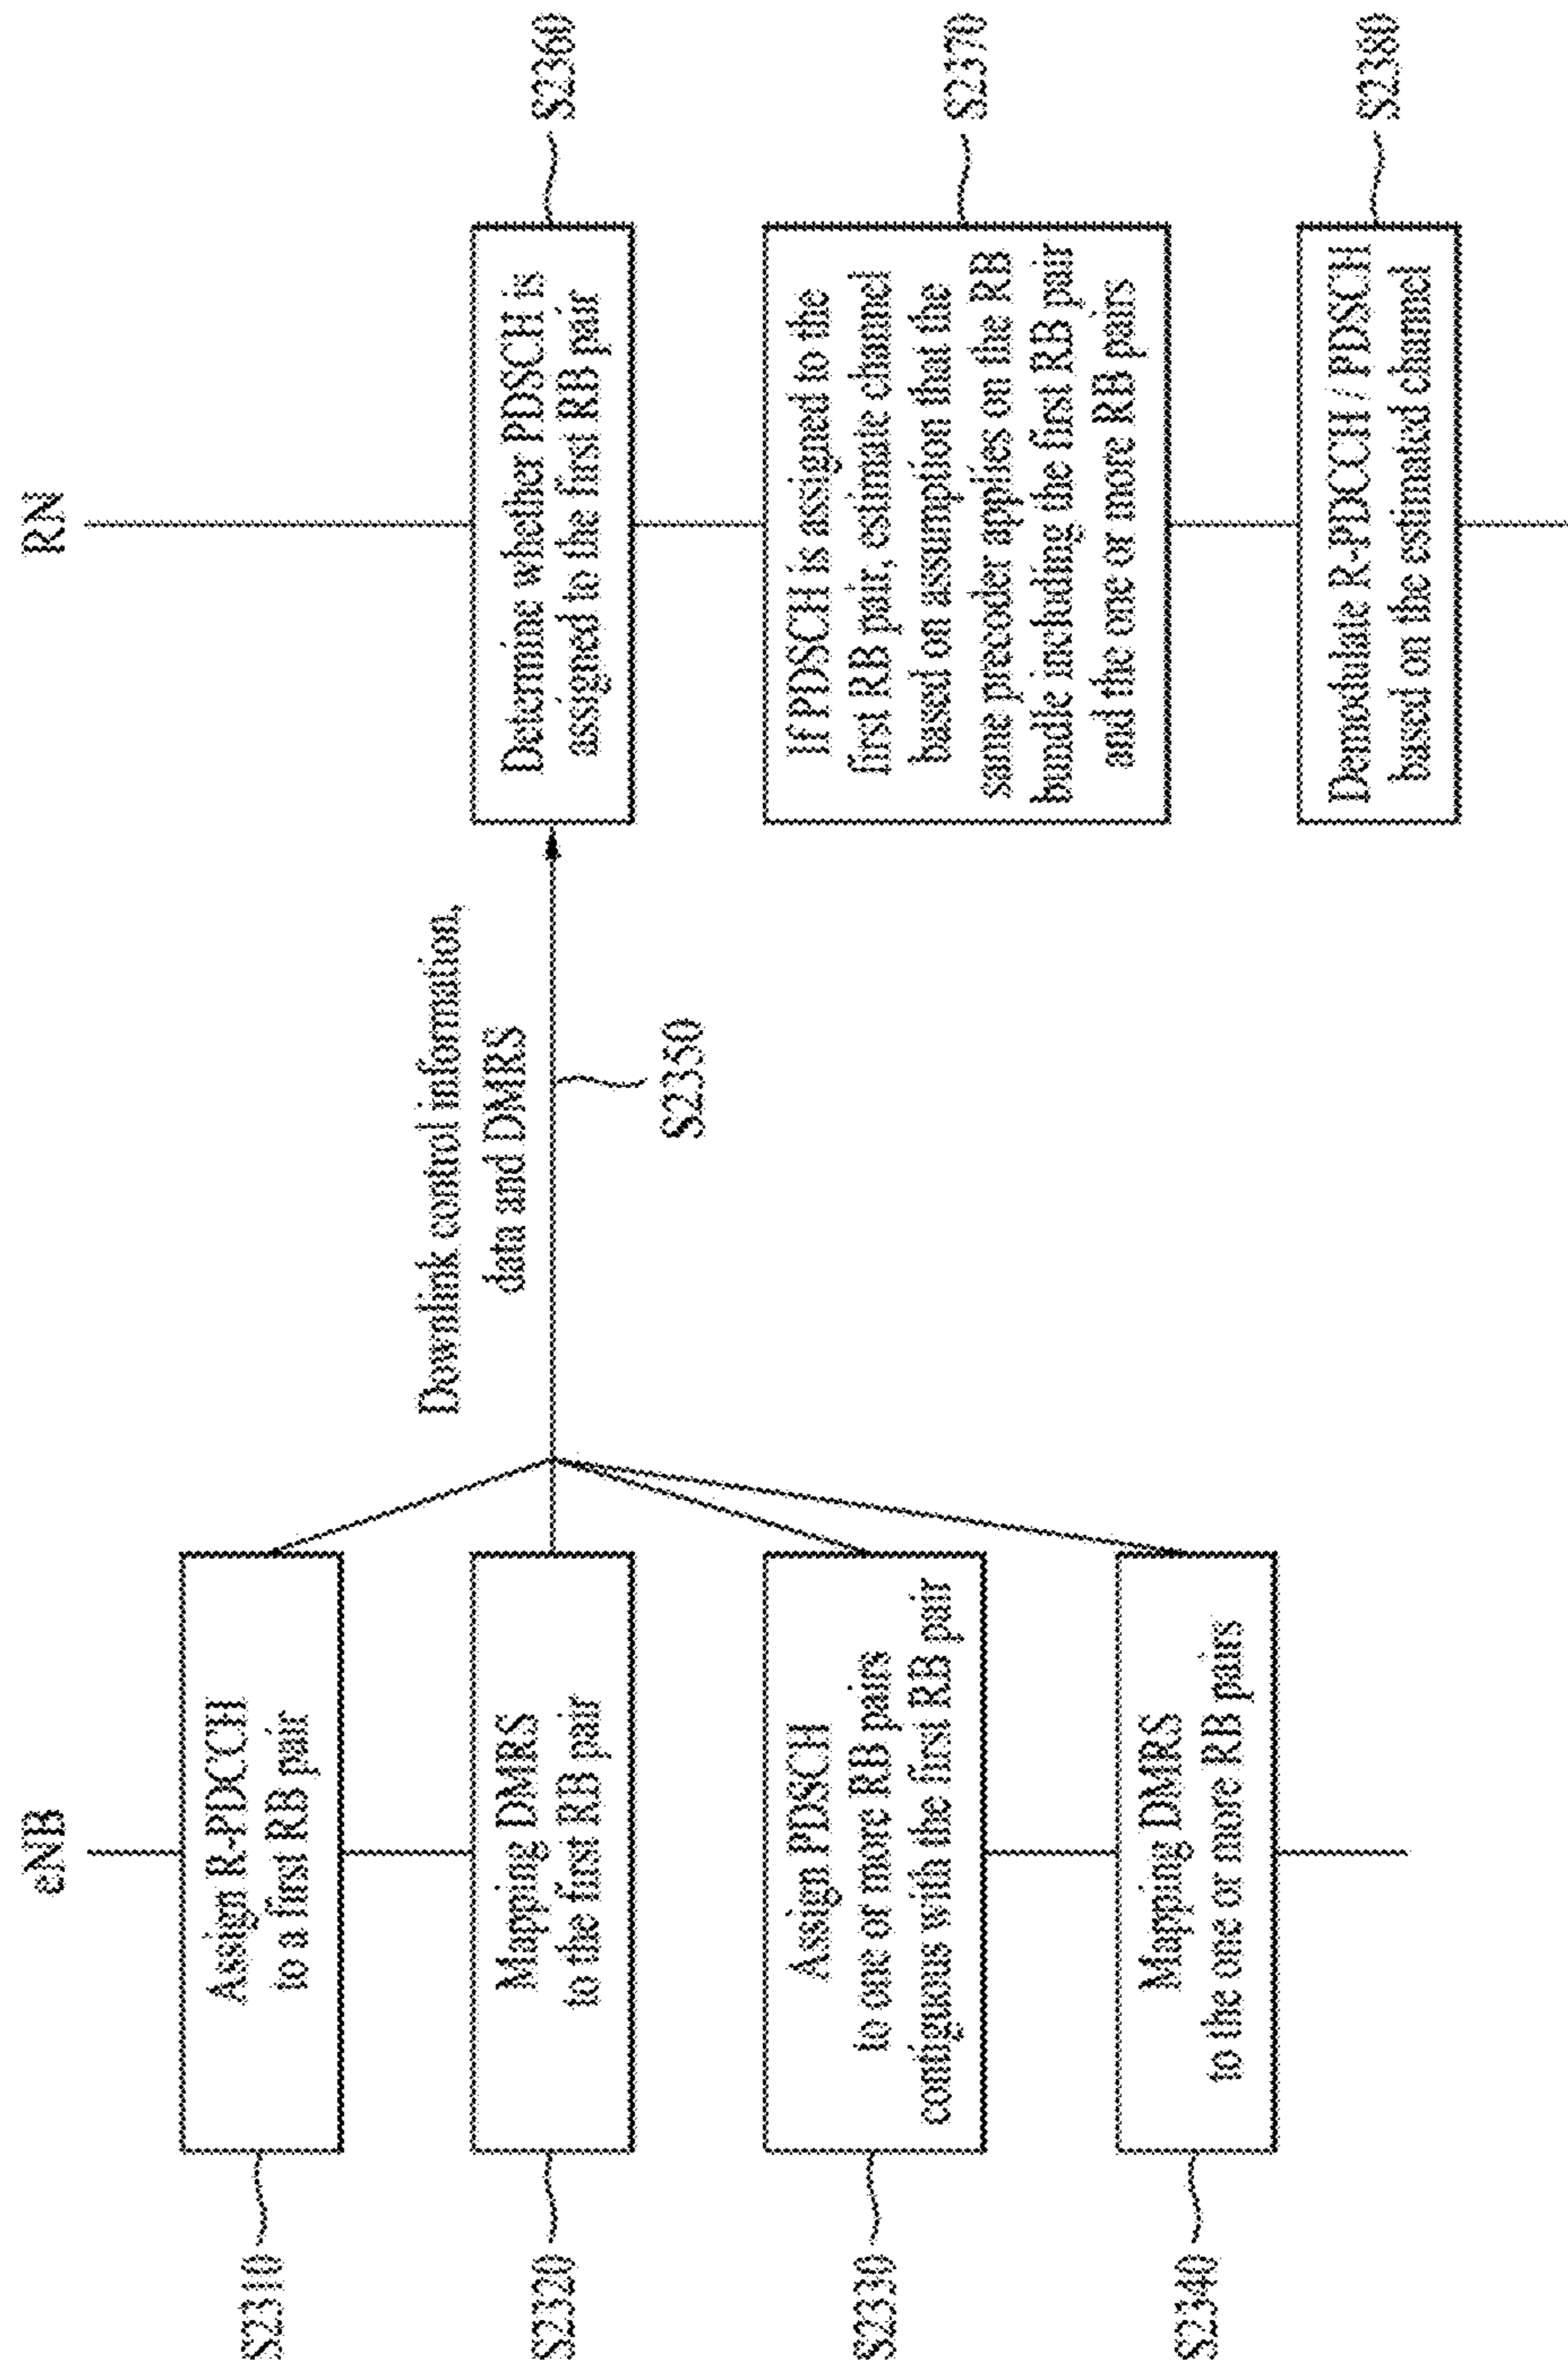 eNB
RN
S2310
Assign R-PDCCH
to a first RB pair
S2320
Mapping DMRS
to the first RB pair
S2330
Assign PDSCH
to one or more RB pairs
contiguous with the first RB pair
S2340
Mapping DMRS
to the one or more RB pairs
Downlink control information,
data and DMRS
S2350
Determine whether PDSCH is
assigned to the first RB pair
S2360
If PDSCH is assigned to the
first RB pair, estimate channel
based on assumption that the
same precoder applies on the RB
bundle including the first RB pair
and the one or more RB pairs
S2370
Demodulate R-PDCCH / PDSCH
based on the estimated channel
S2380